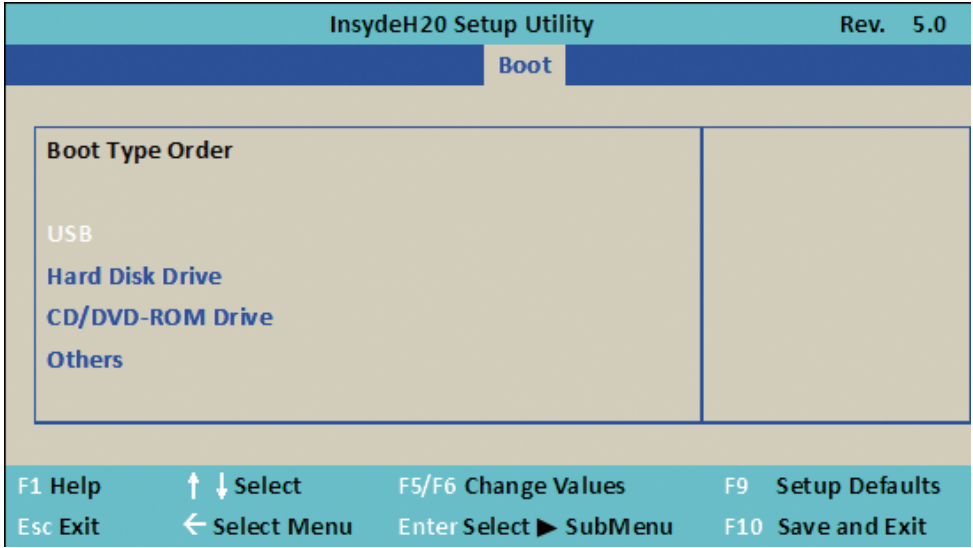 InsydeH20 Setup Utility Rev. 5.0
Boot
Boot Type Order
USB
Hard Disk Drive
CD/DVD-ROM Drive
Others
F1 Help ↑ ↓ Select F5/F6 Change Values F9 Setup Defaults
Esc Exit ← Select Menu Enter Select ▶ SubMenu F10 Save and Exit